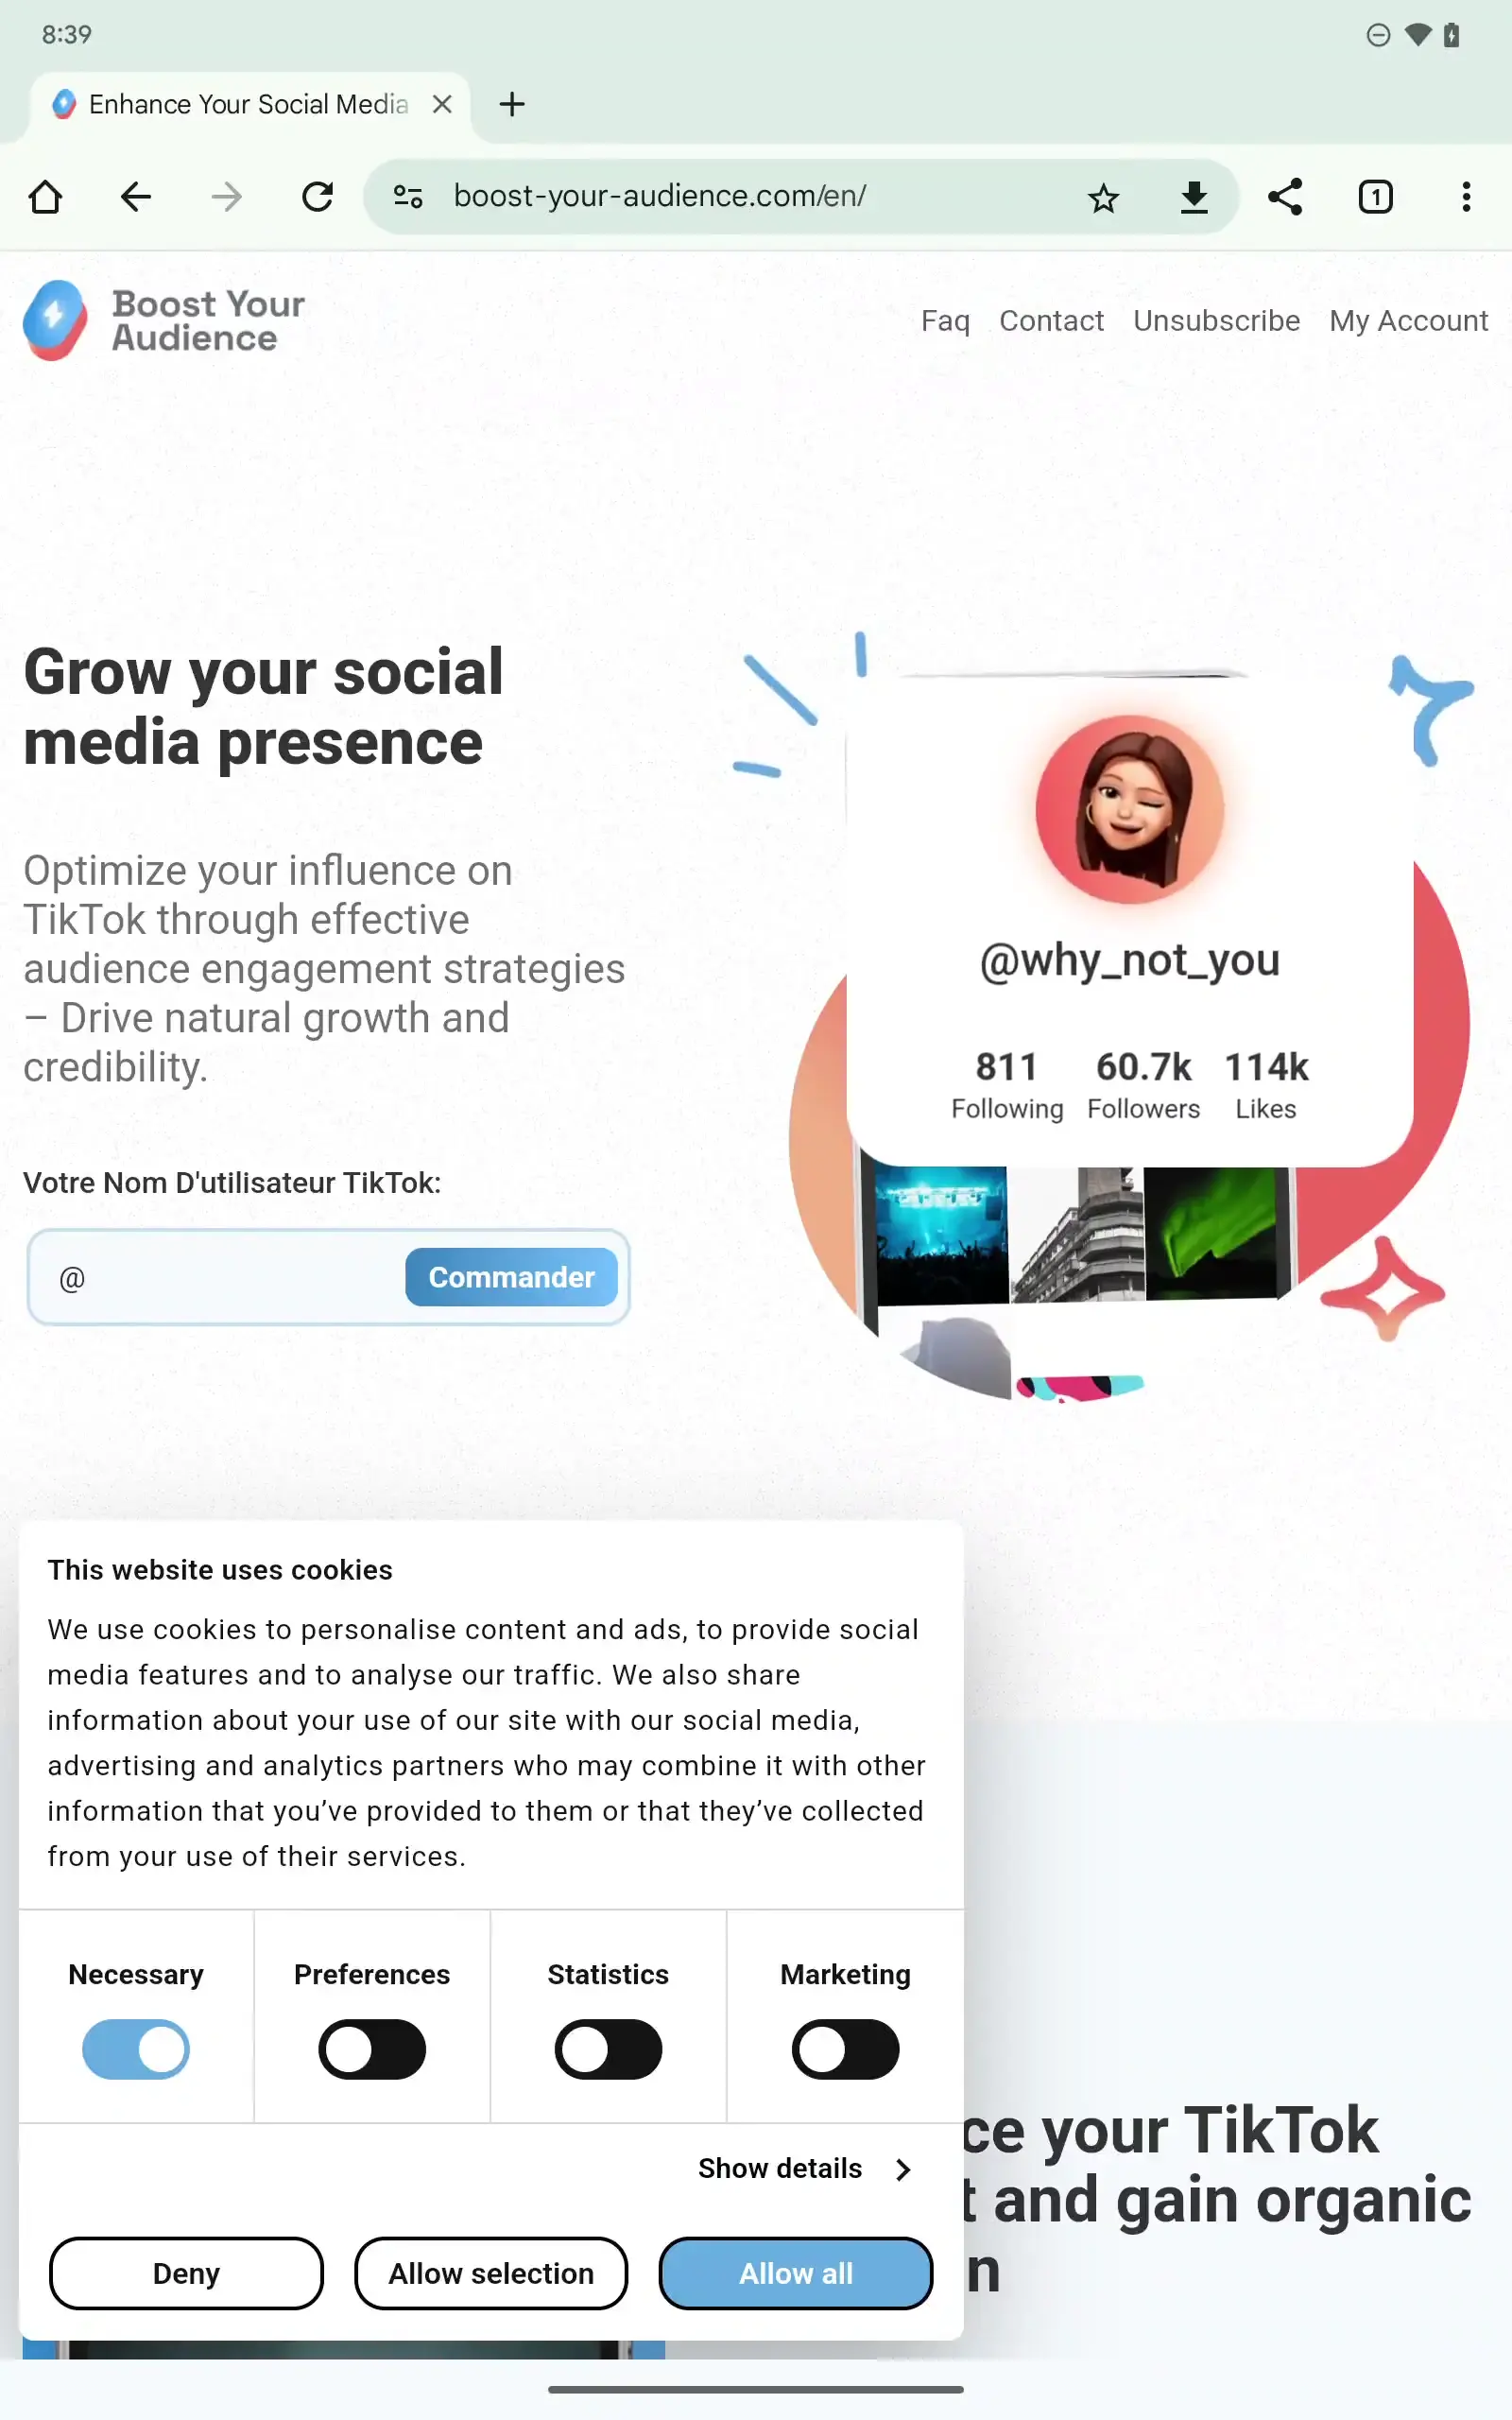 8:39
Enhance Your Social Media
boost-your-audience.com/en/
1
Boost Your
Audience
Faq Contact Unsubscribe My Account
Grow your social
media presence
Optimize your influence on
TikTok through effective
audience engagement strategies
– Drive natural growth and
credibility.
Votre Nom D'utilisateur TikTok:
@ Commander
@why_not_you
811 60.7k 114k
Following Followers Likes
This website uses cookies
We use cookies to personalise content and ads, to provide social
media features and to analyse our traffic. We also share
information about your use of our site with our social media,
advertising and analytics partners who may combine it with other
information that you’ve provided to them or that they’ve collected
from your use of their services.
Necessary Preferences Statistics Marketing
Show details
Deny Allow selection Allow all
ce your TikTok
t and gain organic
n